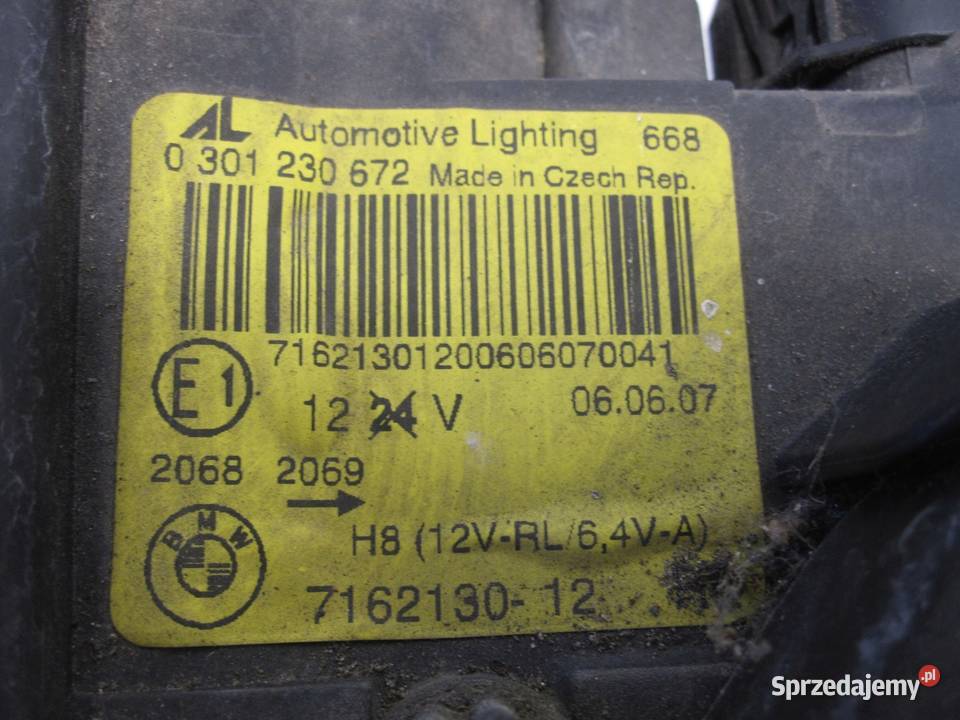 AL Automotive Lighting 668
0 301 230 672 Made in Czech Rep.
71621301200606070041
E1 12 24 V 06.06.07
2068 2069
BMW H8 (12V-RL/6,4V-A)
7162130-12
Sprzedajemy.pl